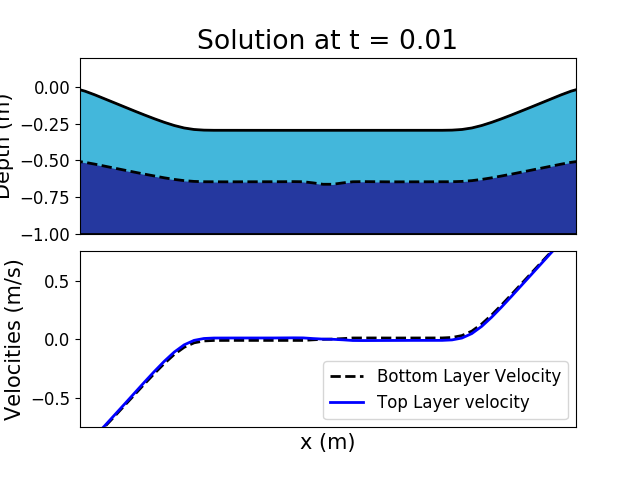 Solution at t = 0.01
Depth (m)
0.00
−0.25
−0.50
−0.75
−1.00
Velocities (m/s)
0.5
0.0
−0.5
Bottom Layer Velocity
Top Layer velocity
x (m)